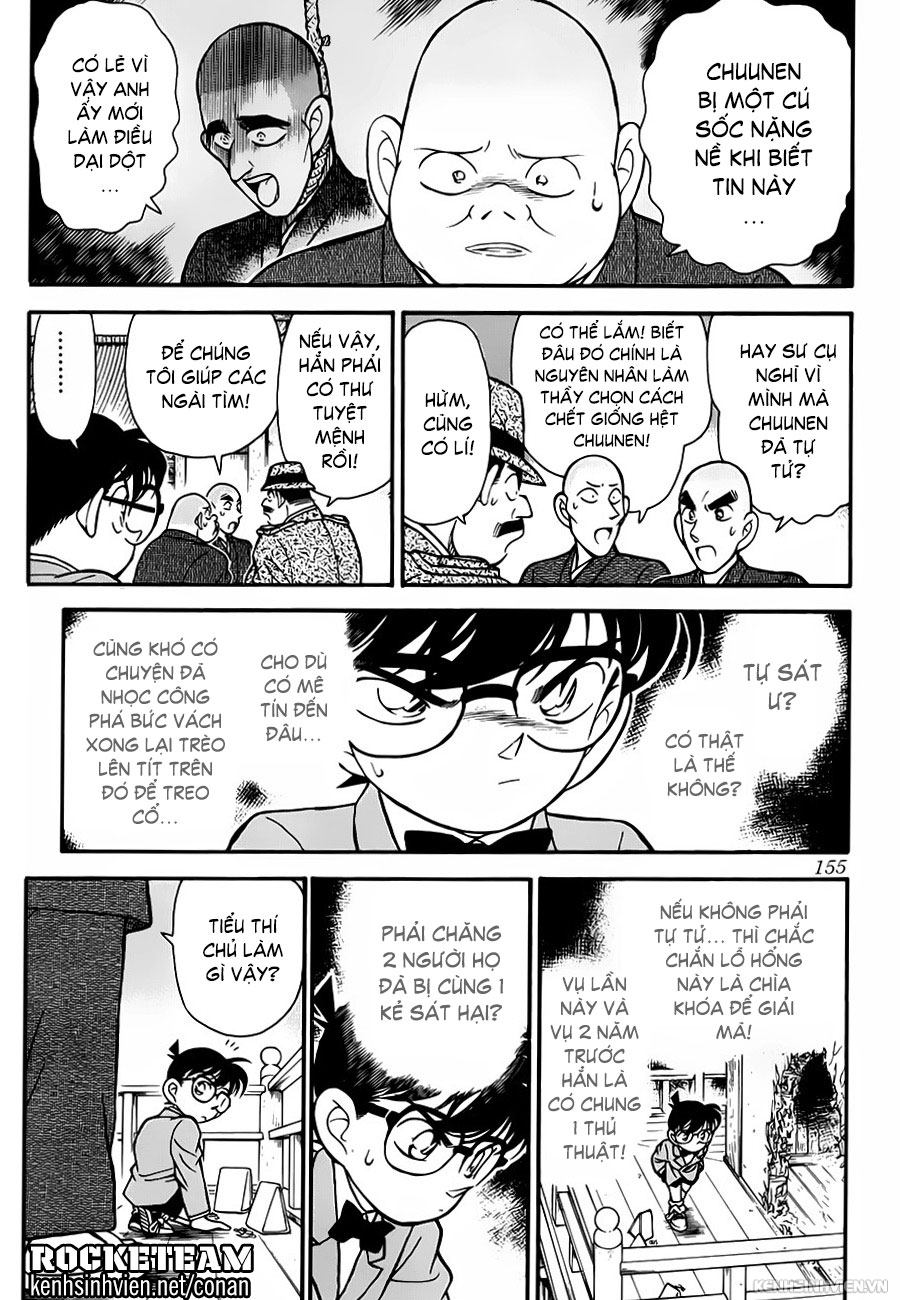 CHUUNEN
BỊ MỘT CÚ
SỐC NẶNG
NỀ KHI BIẾT
TIN NÀY
...
CÓ LẼ VÌ
VẬY ANH
ẤY MỚI
LÀM ĐIỀU
DẠI DỘT
...
HAY SƯ CỤ
NGHĨ VÌ
MÌNH MÀ
CHUUNEN
ĐÃ TỰ
TỬ?
CÓ THỂ LẮM! BIẾT
ĐÂU ĐÓ CHÍNH LÀ
NGUYÊN NHÂN LÀM
THẦY CHỌN CÁCH
CHẾT GIỐNG HỆT
CHUUNEN!
HỪM,
CŨNG
CÓ LÍ!
NẾU VẬY,
HẮN PHẢI
CÓ THƯ
TUYỆT
MỆNH
RỒI!
ĐỂ CHÚNG
TÔI GIÚP CÁC
NGÀI TÌM!
.........
TỰ SÁT
Ư?
CÓ THẬT
LÀ THẾ
KHÔNG?
CHO DÙ
CÓ MÊ
TÍN ĐẾN
ĐÂU...
CŨNG KHÓ CÓ
CHUYỆN ĐÃ
NHỌC CÔNG
PHÁ BỨC VÁCH
XONG LẠI TRÈO
LÊN TÍT TRÊN
ĐÓ ĐỂ TREO
CỔ...
155
NẾU KHÔNG PHẢI
TỰ TỬ... THÌ CHẮC
CHẮN LỖ HỔNG
NÀY LÀ CHÌA
KHÓA ĐỂ GIẢI
MÃ!
VỤ LẦN
NÀY VÀ
VỤ 2 NĂM
TRƯỚC
HẲN LÀ
CÓ CHUNG
1 THỦ
THUẬT!
PHẢI CHĂNG
2 NGƯỜI HỌ
ĐÃ BỊ CÙNG 1
KẺ SÁT HẠI?
TIỂU THÍ
CHỦ LÀM
GÌ VẬY?
ROCKETEAM
kenhsinhvien.net/conan
KENHSINHVIEN.VN